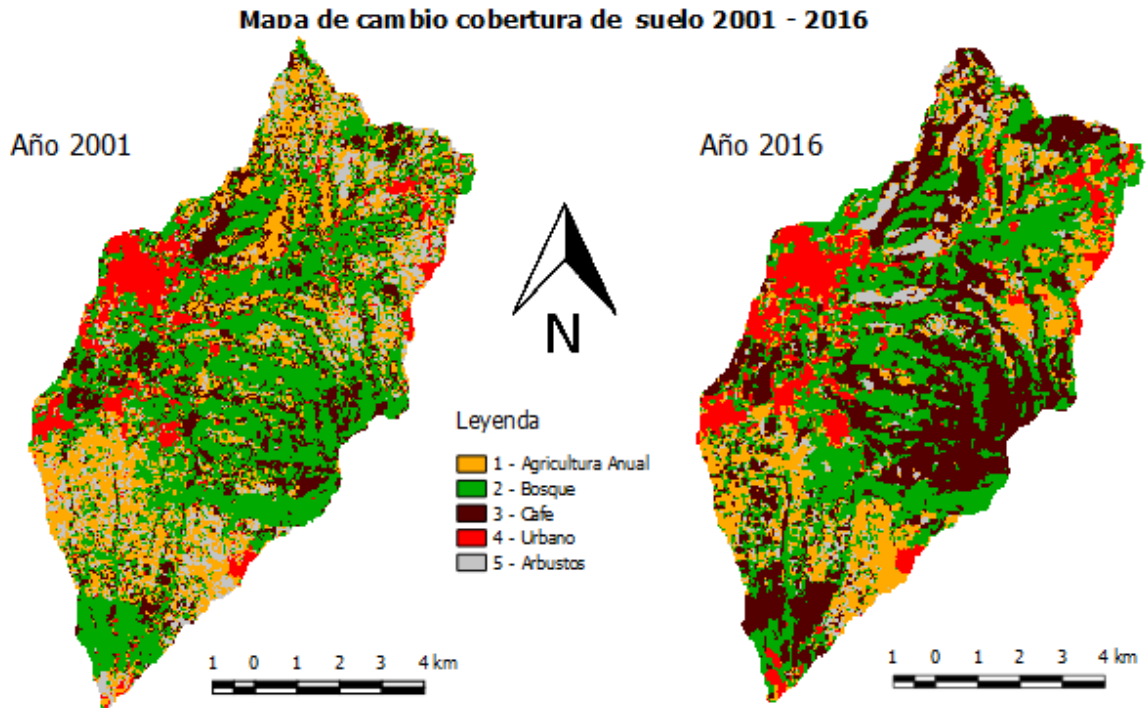 Mapa de cambio cobertura de suelo 2001 - 2016
Año 2001
Año 2016
N
Leyenda
1 - Agricultura Anual
2 - Bosque
3 - Cafe
4 - Urbano
5 - Arbustos
1 0 1 2 3 4 km
1 0 1 2 3 4 km